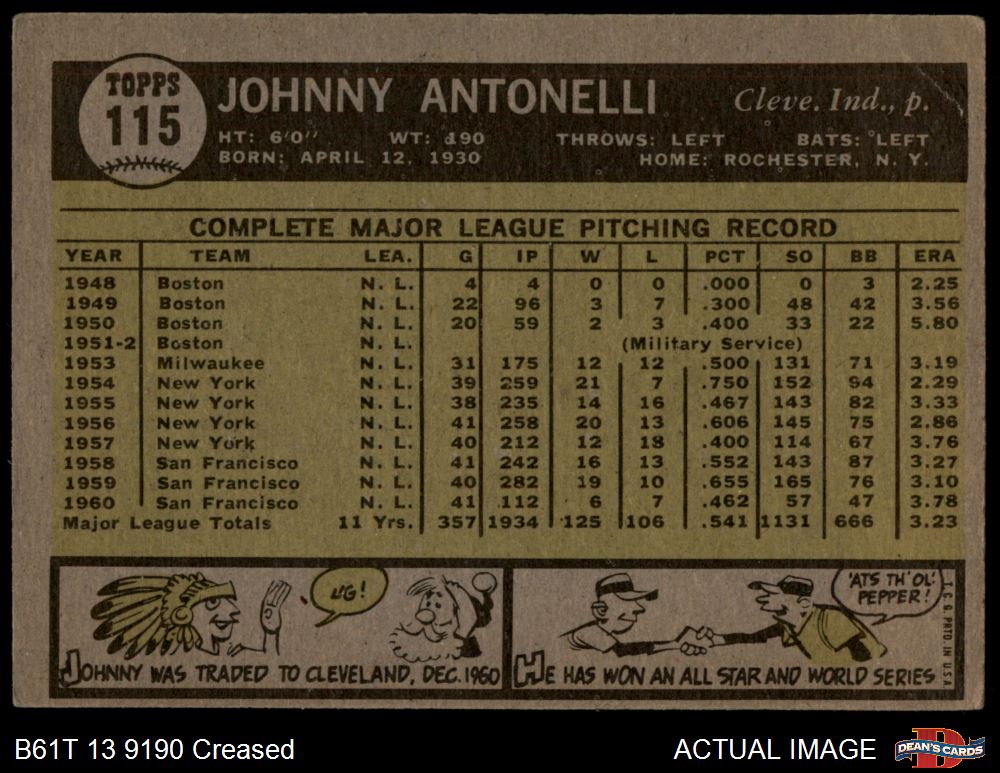 TOPPS
115
JOHNNY ANTONELLI
Cleve. Ind., p.
HT: 6'0" WT: 190 THROWS: LEFT BATS: LEFT
BORN: APRIL 12, 1930 HOME: ROCHESTER, N. Y.
COMPLETE MAJOR LEAGUE PITCHING RECORD
YEAR TEAM LEA. G IP W L PCT SO BB ERA
1948 Boston N. L. 4 4 0 0 .000 0 3 2.25
1949 Boston N. L. 22 96 3 7 .300 48 42 3.56
1950 Boston N. L. 20 59 2 3 .400 33 22 5.80
1951-2 Boston N. L. (Military Service)
1953 Milwaukee N. L. 31 175 12 12 .500 131 71 3.19
1954 New York N. L. 39 259 21 7 .750 152 94 2.29
1955 New York N. L. 38 235 14 16 .467 143 82 3.33
1956 New York N. L. 41 258 20 13 .606 145 75 2.86
1957 New York N. L. 40 212 12 18 .400 114 67 3.76
1958 San Francisco N. L. 41 242 16 13 .552 143 87 3.27
1959 San Francisco N. L. 40 282 19 10 .655 165 76 3.10
1960 San Francisco N. L. 41 112 6 7 .462 57 47 3.78
Major League Totals 11 Yrs. 357 1934 125 106 .541 1131 666 3.23
UG!
JOHNNY WAS TRADED TO CLEVELAND, DEC. 1960
'ATS TH' OL'
PEPPER!
HE HAS WON AN ALL STAR AND WORLD SERIES
T. C. G. PRTD. IN U.S.A.
B61T 13 9190 Creased
ACTUAL IMAGE
D
DEAN'S CARDS